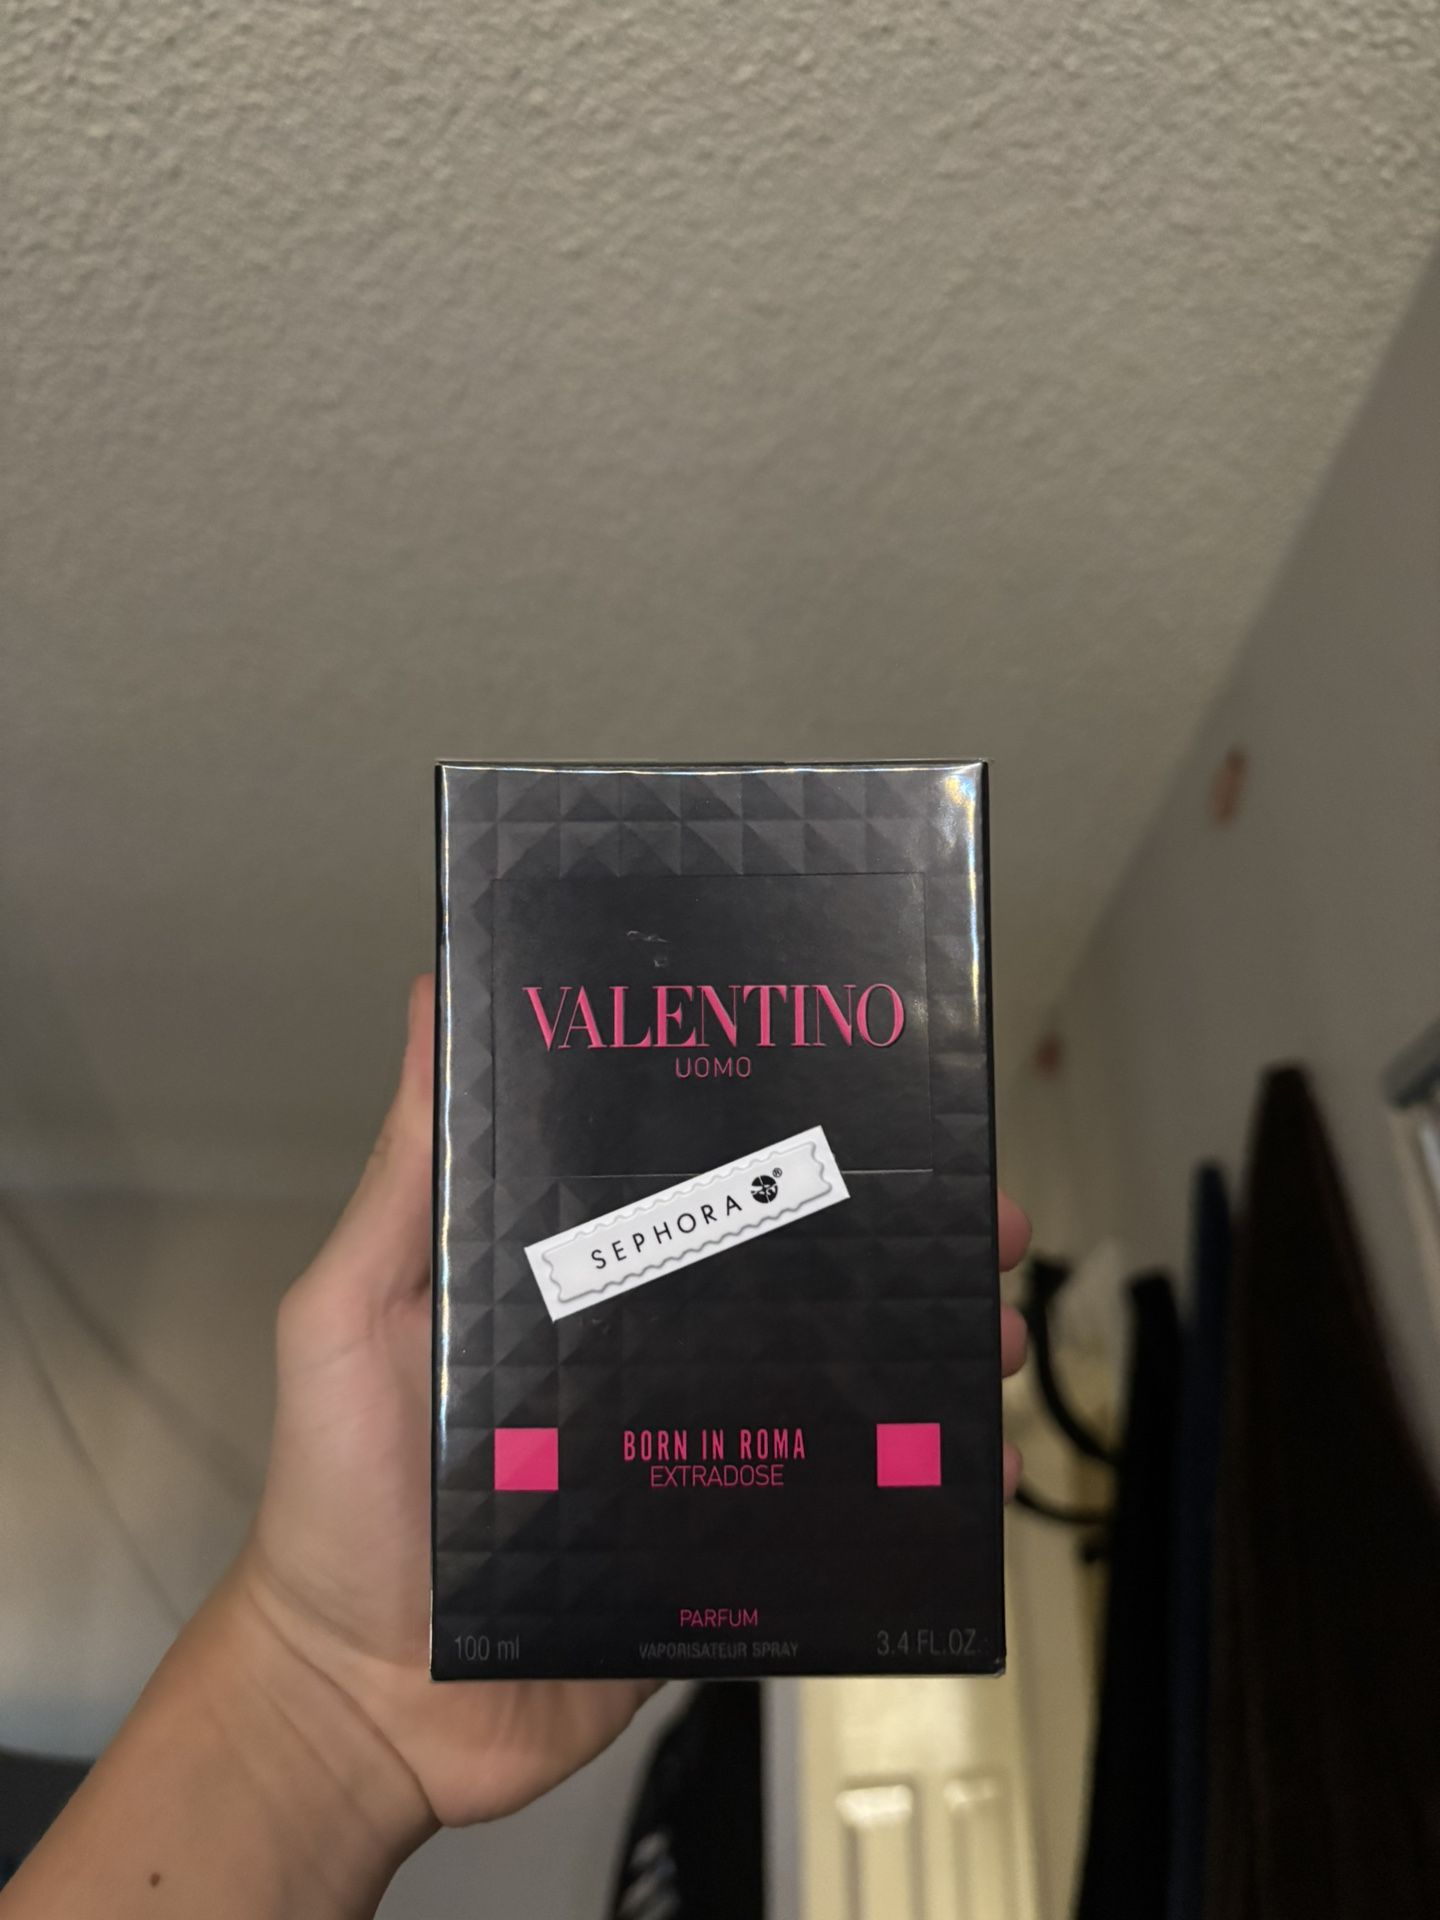 VALENTINO
UOMO
SEPHORA ®
BORN IN ROMA
EXTRADOSE
PARFUM
100 ml VAPORISATEUR SPRAY 3.4 FL.OZ.